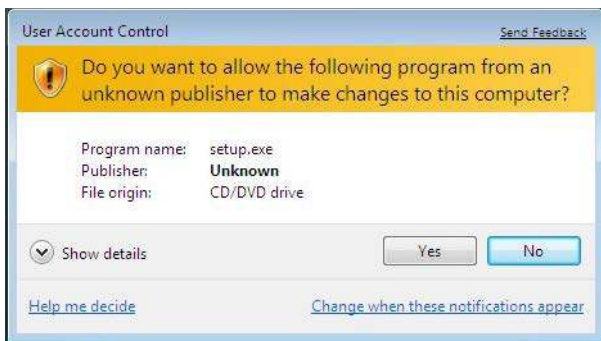 User Account Control
Send Feedback
Do you want to allow the following program from an
unknown publisher to make changes to this computer?
Program name: setup.exe
Publisher: Unknown
File origin: CD/DVD drive
Show details
Yes
No
Help me decide
Change when these notifications appear